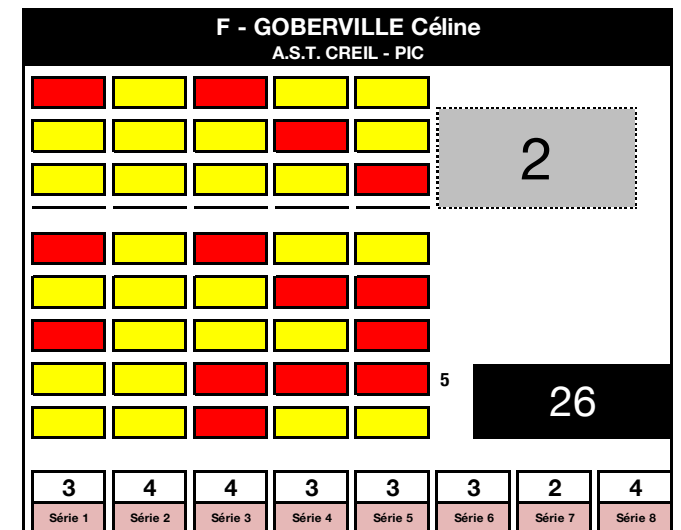 F - GOBERVILLE Céline
A.S.T. CREIL - PIC
2
5
26
3 4 4 3 3 3 2 4
Série 1 Série 2 Série 3 Série 4 Série 5 Série 6 Série 7 Série 8